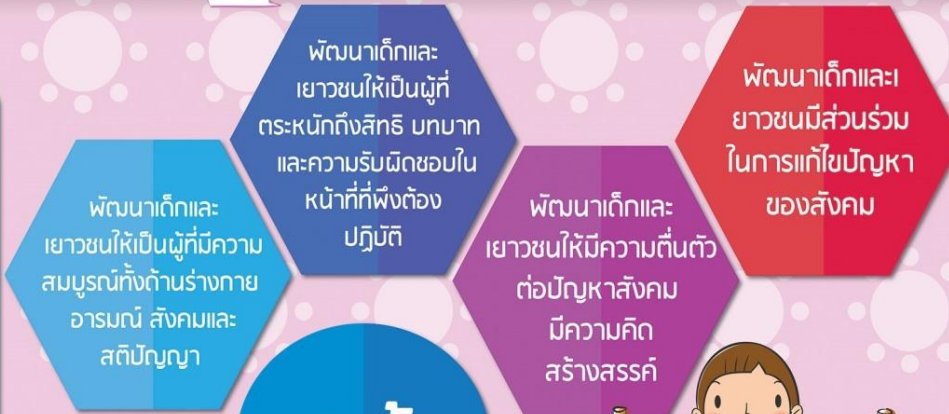 พัฒนาเด็กและ
เยาวชนให้เป็นผู้ที่มีความ
สมบูรณ์ทั้งด้านร่างกาย
อารมณ์ สังคมและ
สติปัญญา
พัฒนาเด็กและ
เยาวชนให้เป็นผู้ที่
ตระหนักถึงสิทธิ บทบาท
และความรับผิดชอบใน
หน้าที่ที่พึงต้อง
ปฏิบัติ
พัฒนาเด็กและ
เยาวชนให้มีความตื่นตัว
ต่อปัญหาสังคม
มีความคิด
สร้างสรรค์
พัฒนาเด็กและเ
ยาวชนมีส่วนร่วม
ในการแก้ไขปัญหา
ของสังคม